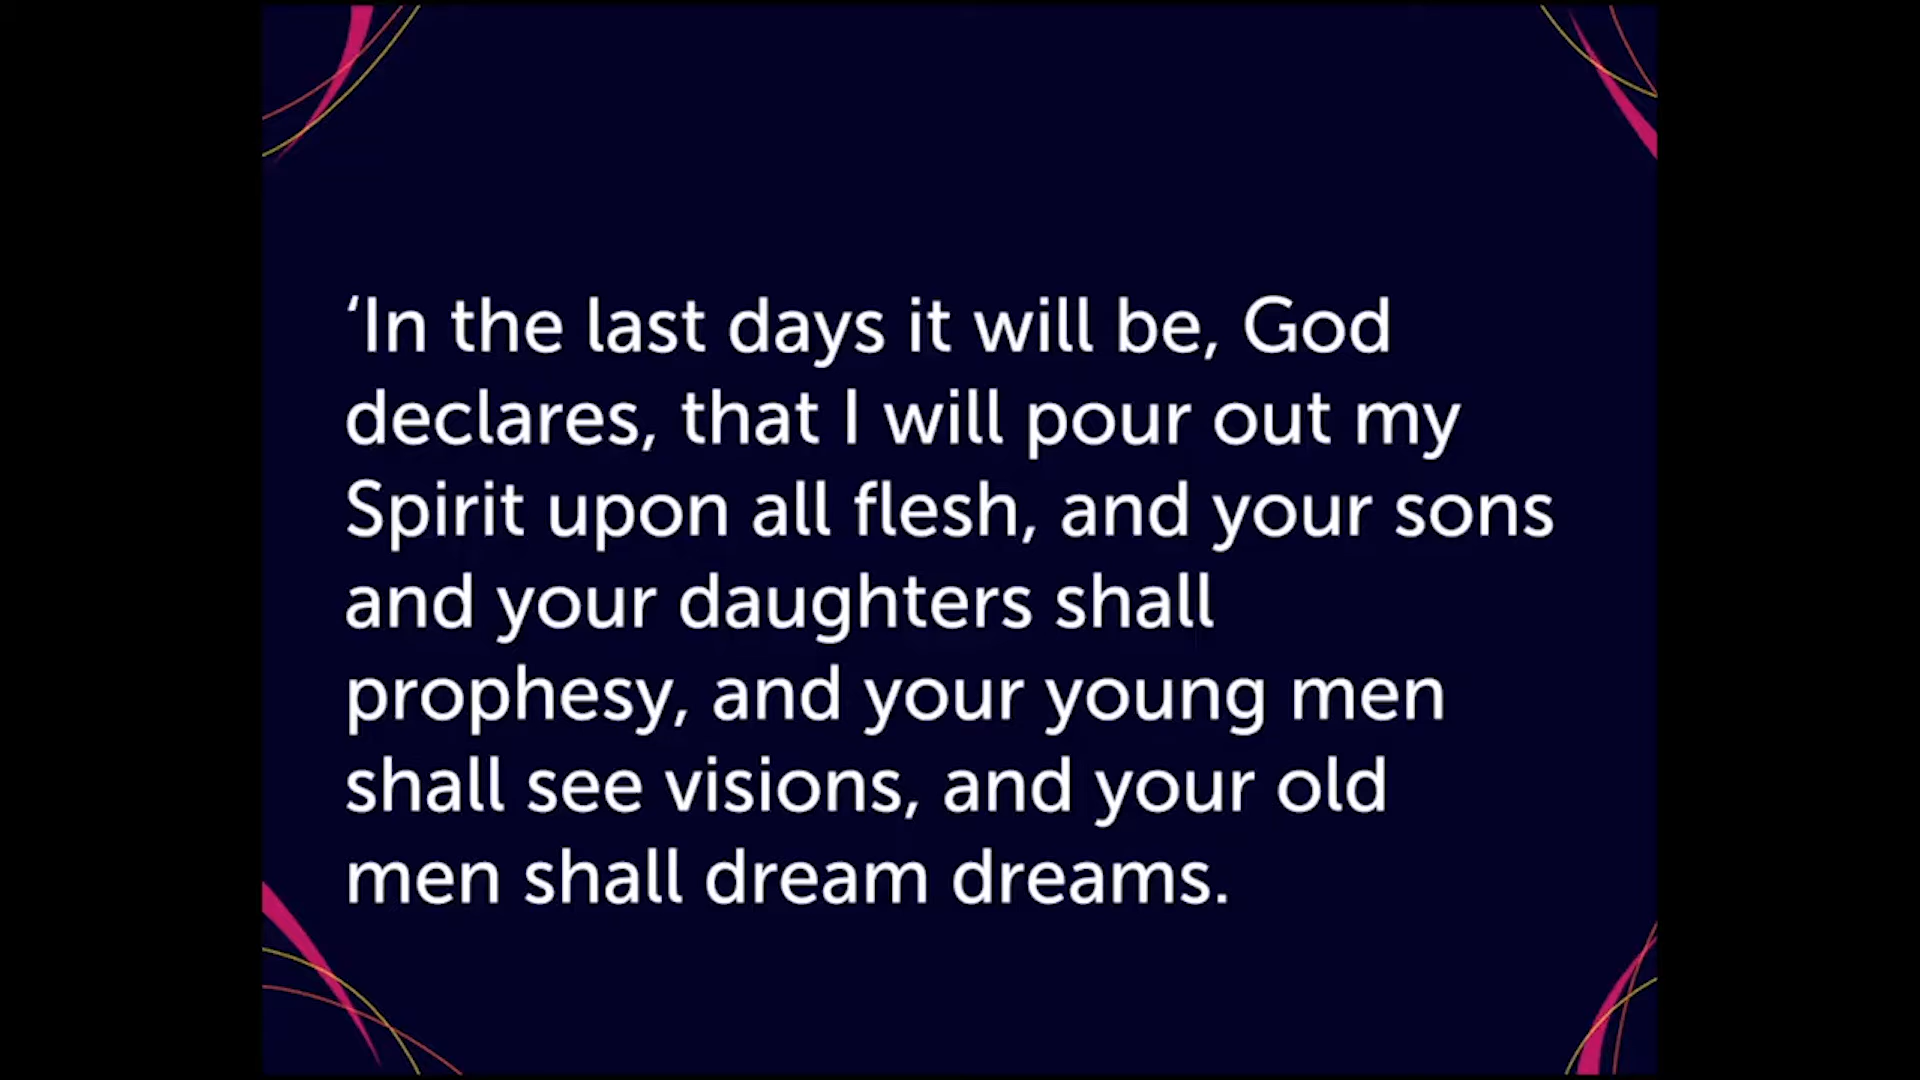 ‘In the last days it will be, God
declares, that I will pour out my
Spirit upon all flesh, and your sons
and your daughters shall
prophesy, and your young men
shall see visions, and your old
men shall dream dreams.